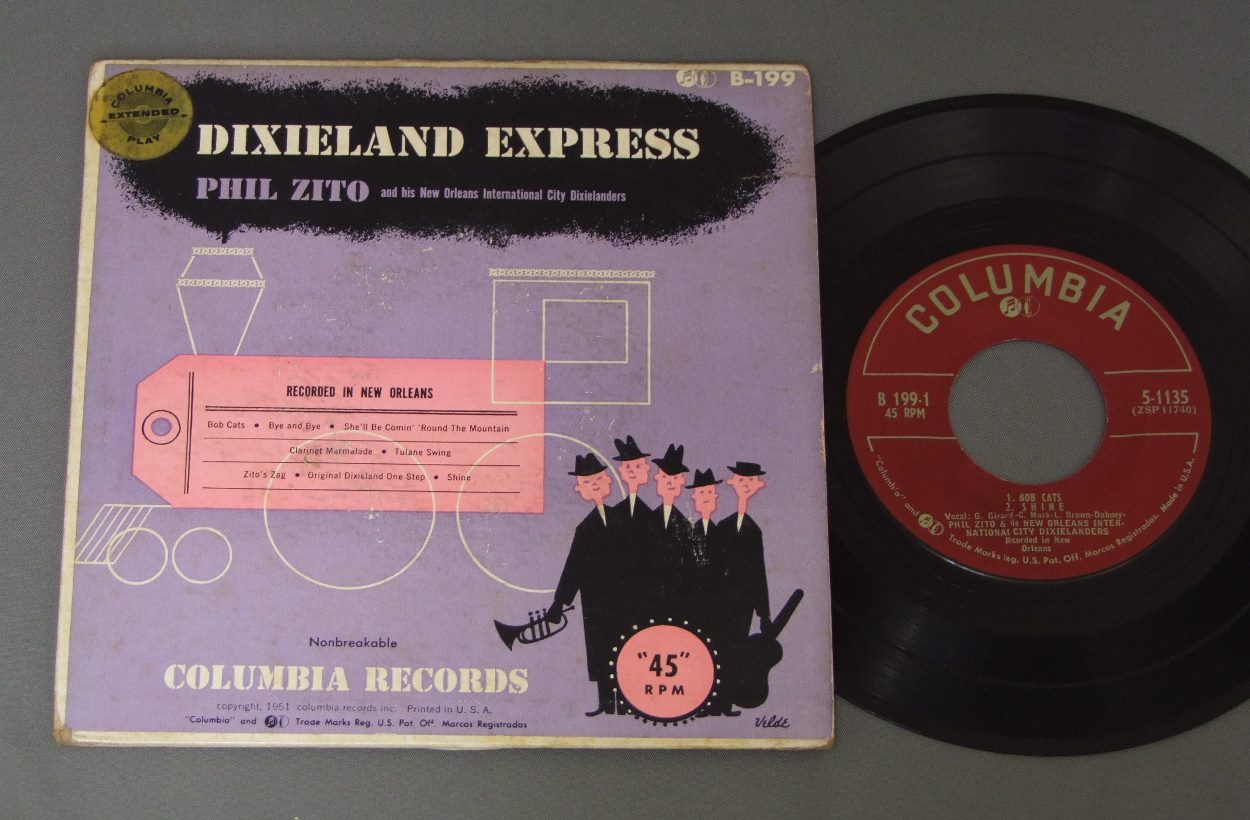 COLUMBIA
EXTENDED
PLAY
B-199
DIXIELAND EXPRESS
PHIL ZITO and his New Orleans International City Dixielanders
RECORDED IN NEW ORLEANS
Bob Cats • Bye and Bye • She'll Be Comin' 'Round The Mountain
Clarinet Marmalade • Tulane Swing
Zito's Zag • Original Dixieland One Step • Shine
Nonbreakable
COLUMBIA RECORDS
copyright, 1951 columbia records inc. Printed in U. S. A.
"Columbia" and Trade Marks Reg. U.S. Pat. Off. Marcas Registradas
"45"
RPM
Velde
COLUMBIA
B 199-1
45 RPM
5-1135
(ZSP 11740)
1. BOB CATS
2. SHINE
Vocal: G. Girard-C. Mack-L. Brown-Dabney-
PHIL ZITO & his NEW ORLEANS INTER-
NATIONAL CITY DIXIELANDERS
Recorded in New
Orleans
"Columbia" and Trade Marks reg. U.S. Pat. Off. Marcas Registradas. Made in U.S.A.